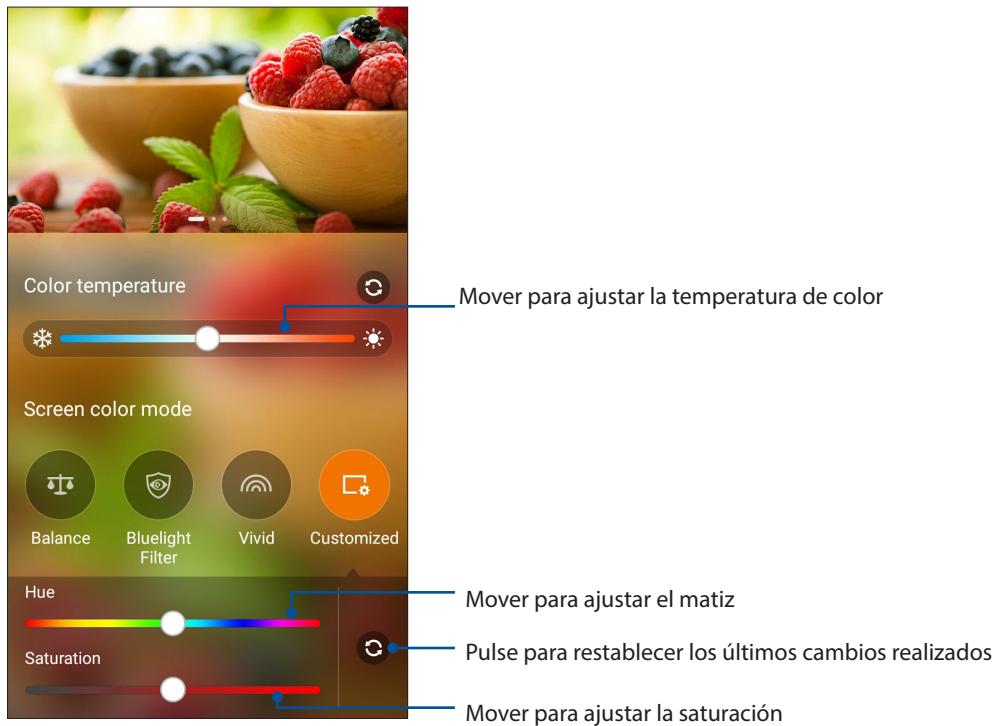 Color temperature
Mover para ajustar la temperatura de color
Screen color mode
Balance
Bluelight
Filter
Vivid
Customized
Hue
Mover para ajustar el matiz
Pulse para restablecer los últimos cambios realizados
Saturation
Mover para ajustar la saturación